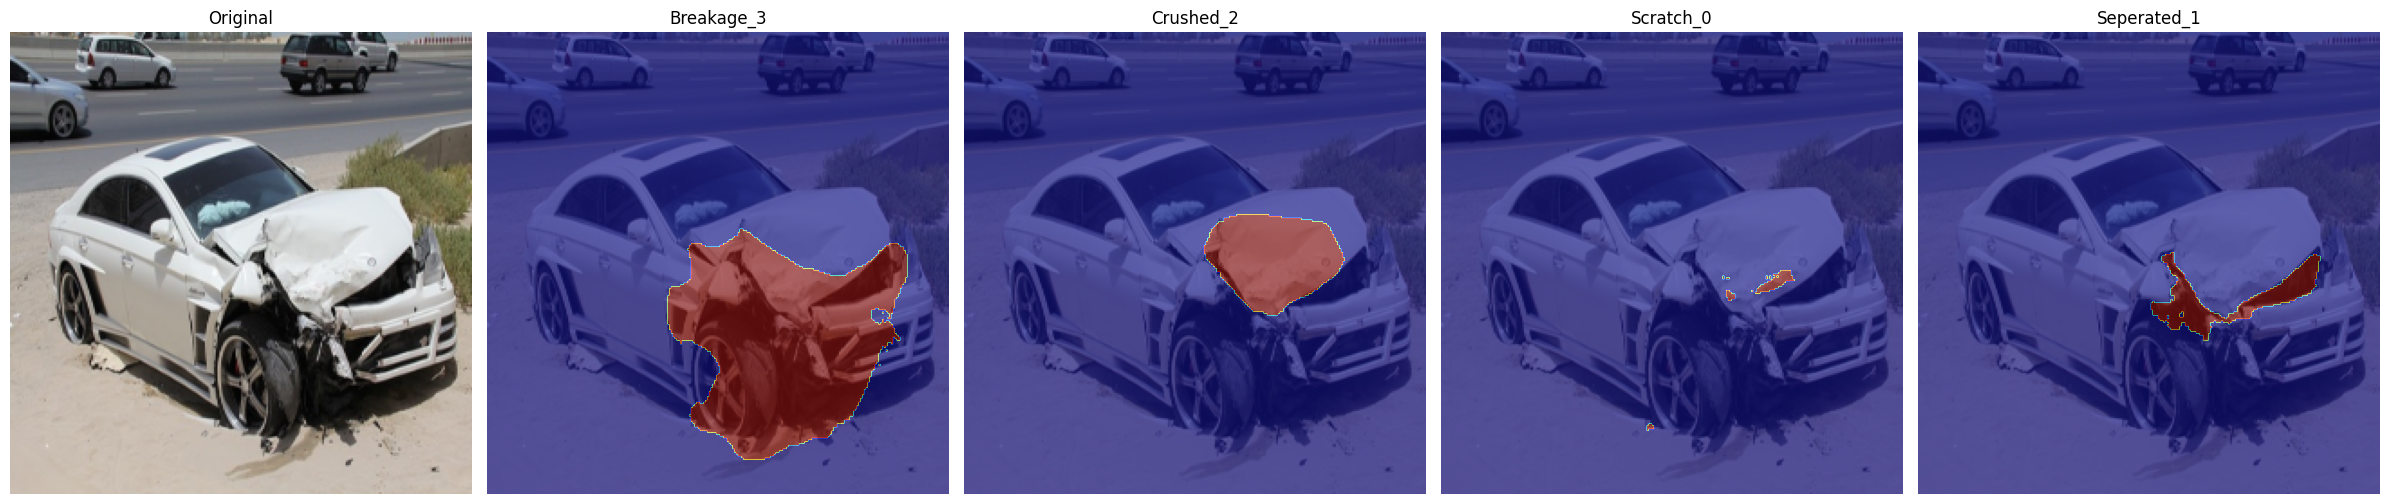 Original
Breakage_3
Crushed_2
Scratch_0
Seperated_1